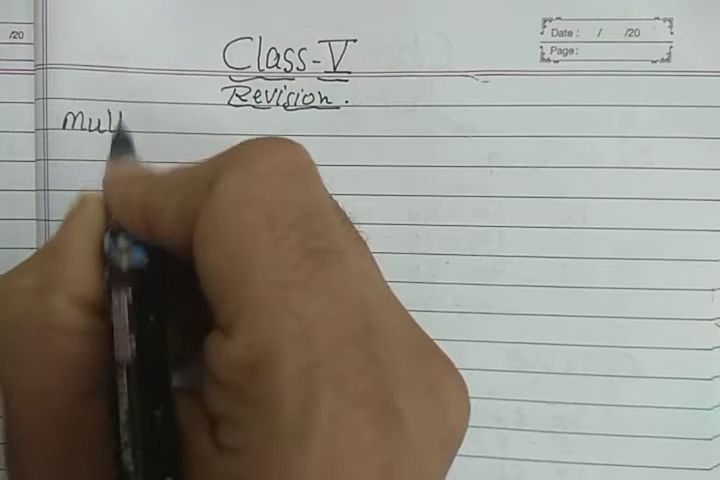 /20
Date: / /20
Page:
Class-V
Revision.
Mul